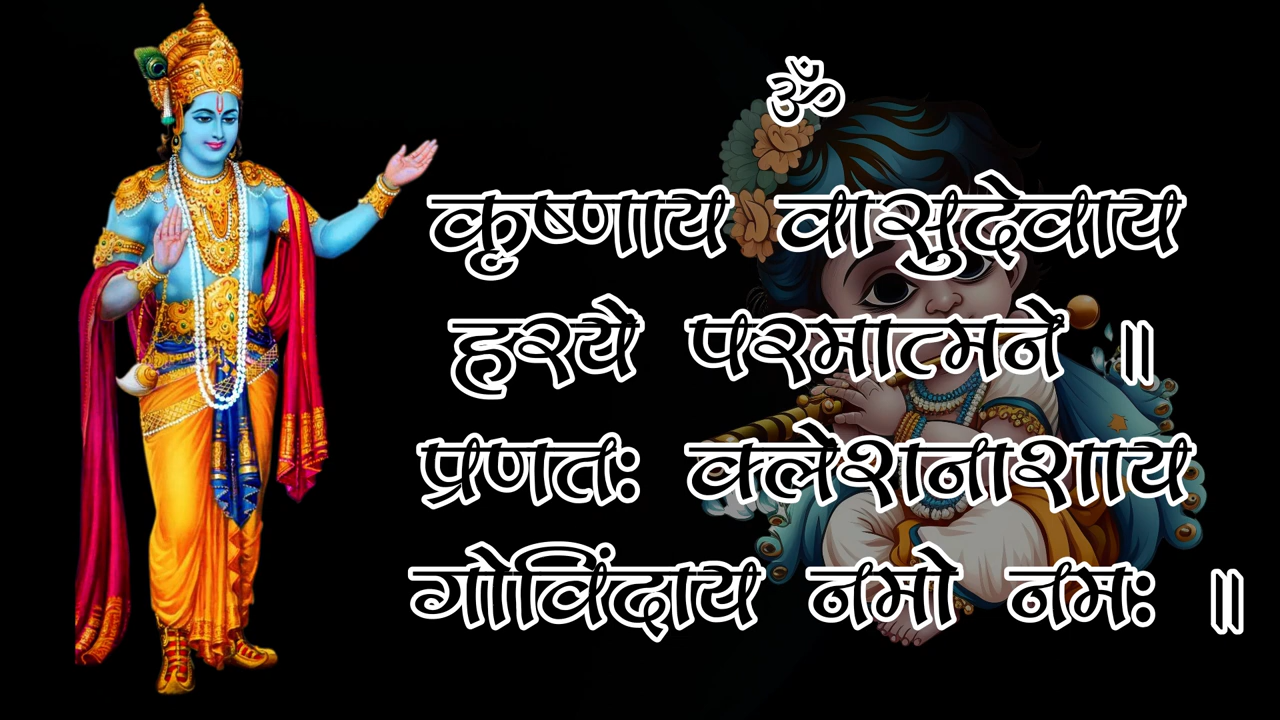 ॐ
कृष्णाय वासुदेवाय
हरये परमात्मने ॥
प्रणतः क्लेशनाशाय
गोविंदाय नमो नमः ॥